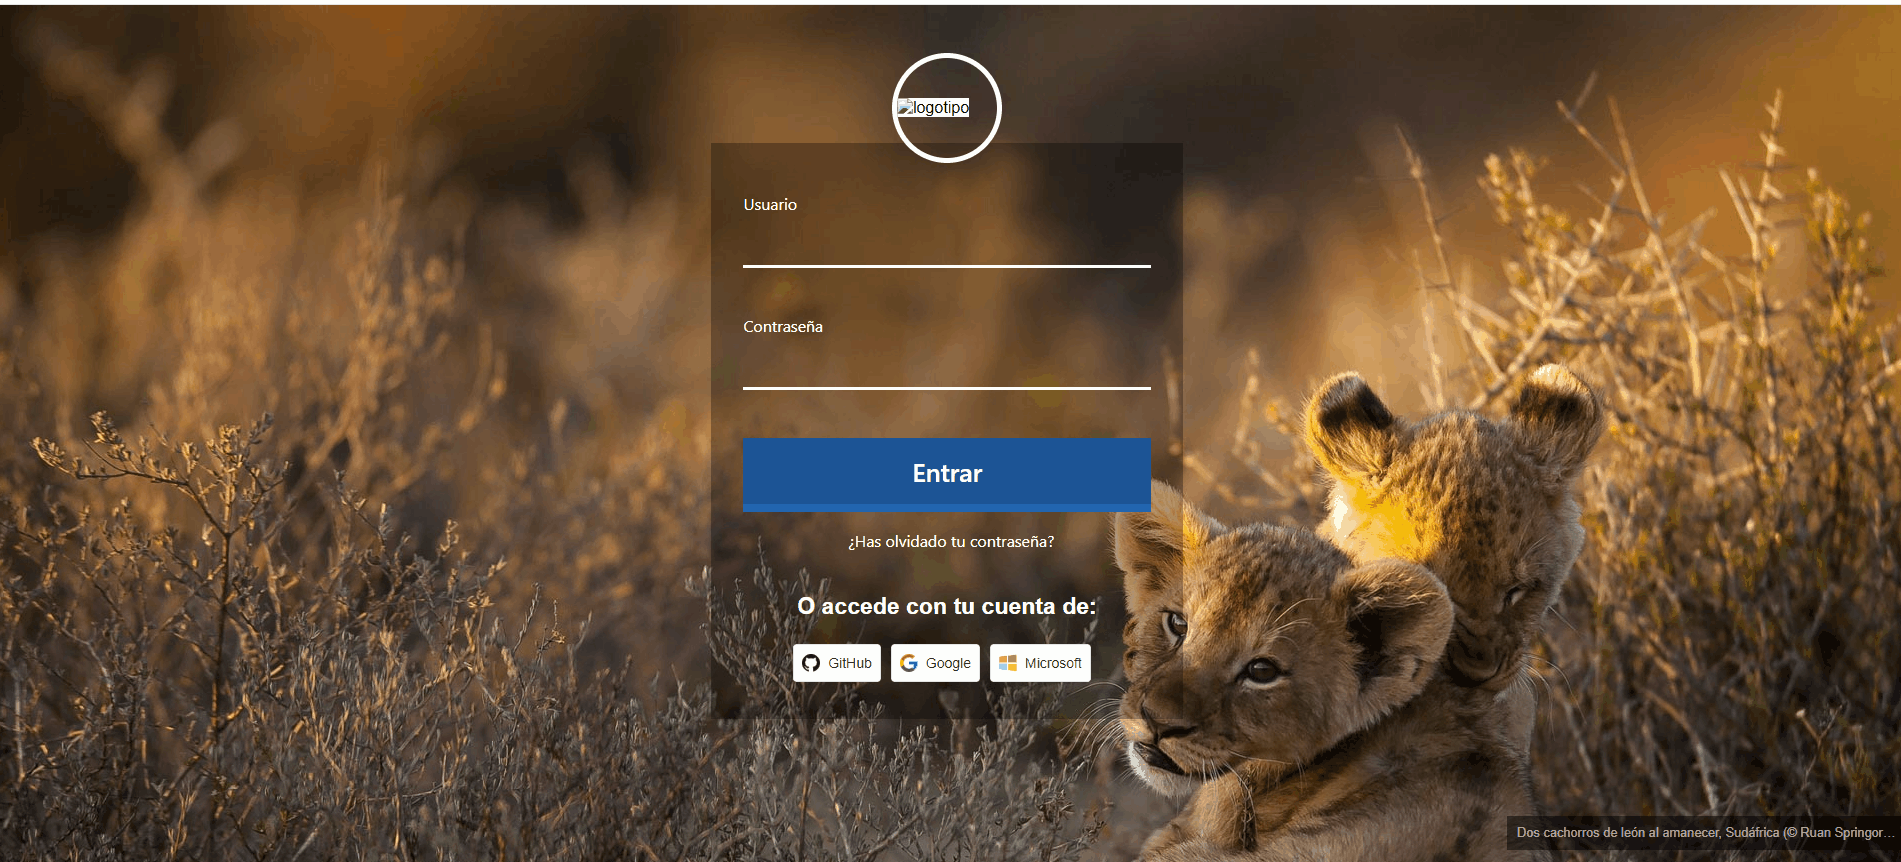 logotipo
Usuario
Contraseña
Entrar
¿Has olvidado tu contraseña?
O accede con tu cuenta de:
GitHub Google Microsoft
Dos cachorros de león al amanecer, Sudáfrica (© Ruan Springor...